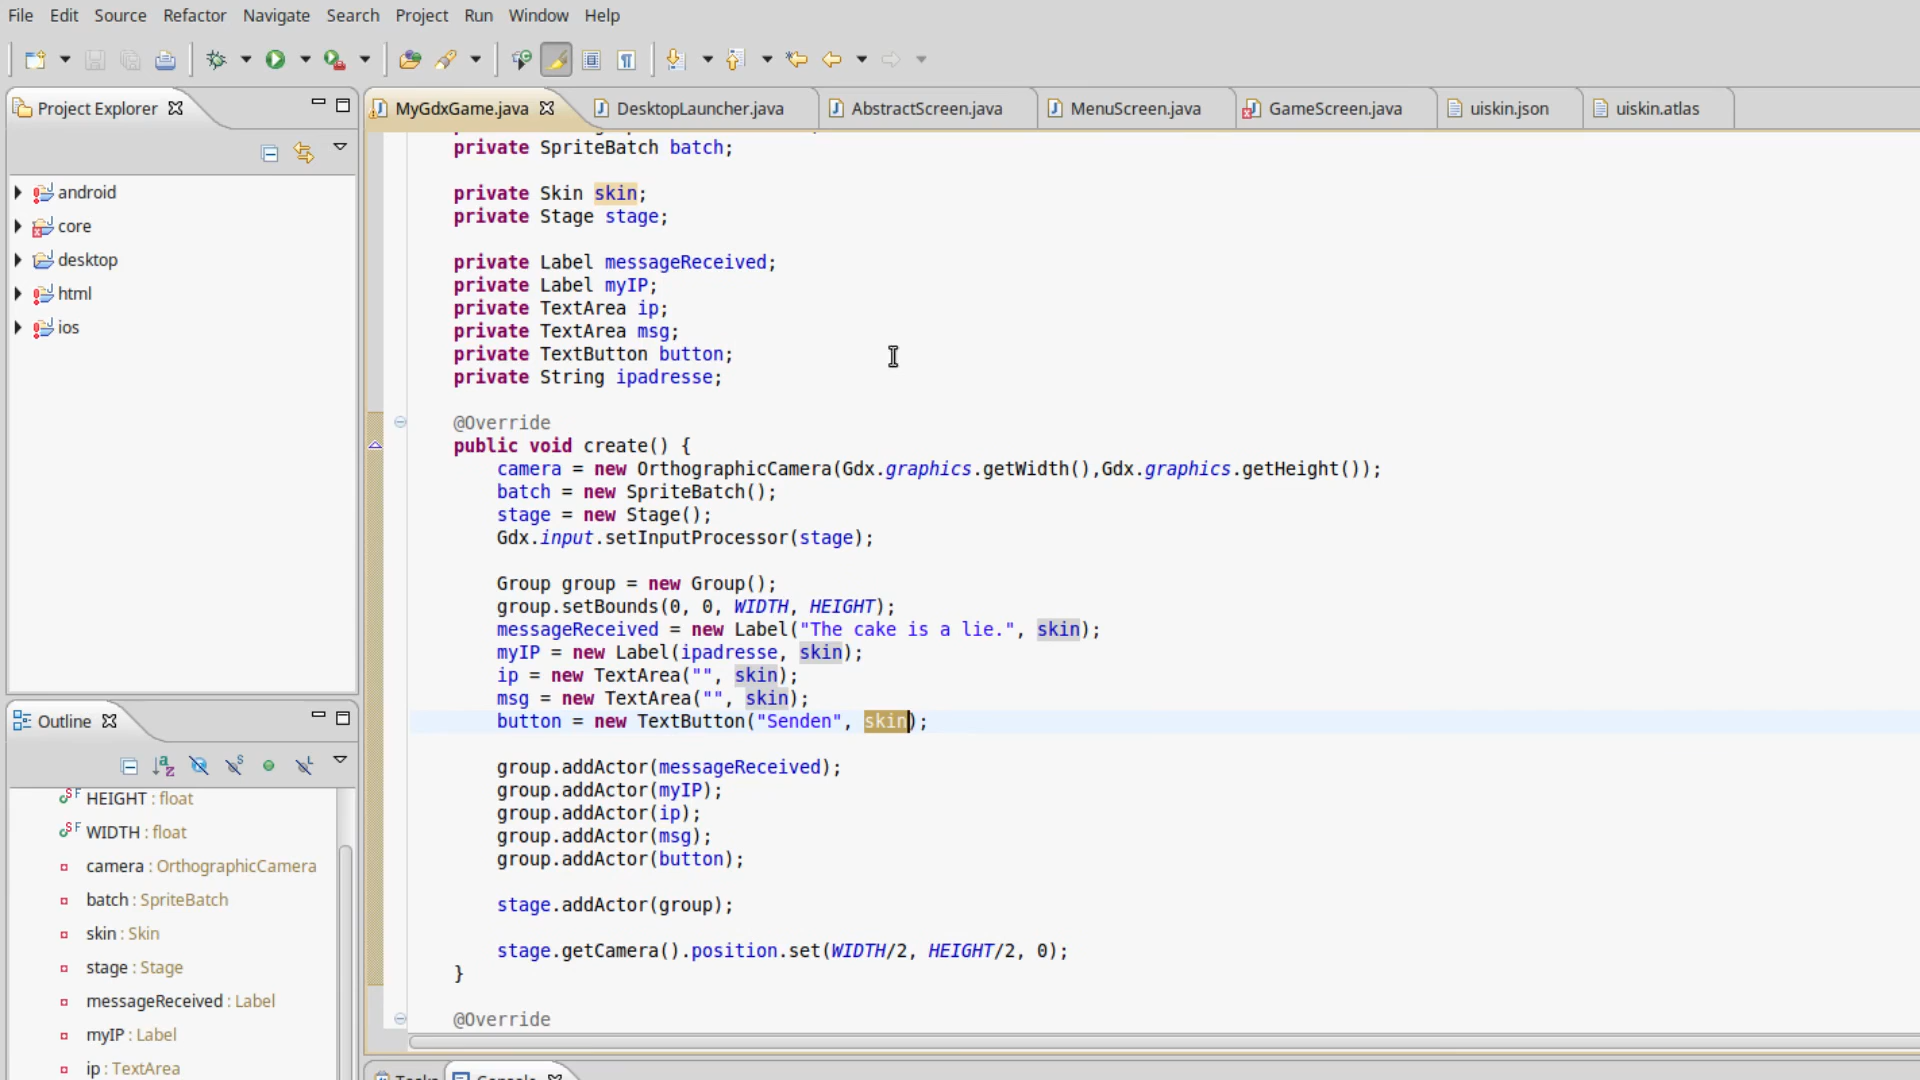 File Edit Source Refactor Navigate Search Project Run Window Help
Project Explorer
MyGdxGame.java DesktopLauncher.java AbstractScreen.java MenuScreen.java GameScreen.java uiskin.json uiskin.atlas
android
core
desktop
html
ios
private SpriteBatch batch;
private Skin skin;
private Stage stage;
private Label messageReceived;
private Label myIP;
private TextArea ip;
private TextArea msg;
private TextButton button;
private String ipadresse;
@Override
public void create() {
camera = new OrthographicCamera(Gdx.graphics.getWidth(),Gdx.graphics.getHeight());
batch = new SpriteBatch();
stage = new Stage();
Gdx.input.setInputProcessor(stage);
Group group = new Group();
group.setBounds(0, 0, WIDTH, HEIGHT);
messageReceived = new Label("The cake is a lie.", skin);
myIP = new Label(ipadresse, skin);
ip = new TextArea("", skin);
msg = new TextArea("", skin);
button = new TextButton("Senden", skin);
group.addActor(messageReceived);
group.addActor(myIP);
group.addActor(ip);
group.addActor(msg);
group.addActor(button);
stage.addActor(group);
stage.getCamera().position.set(WIDTH/2, HEIGHT/2, 0);
}
@Override
Outline
HEIGHT : float
WIDTH : float
camera : OrthographicCamera
batch : SpriteBatch
skin : Skin
stage : Stage
messageReceived : Label
myIP : Label
ip : TextArea
Tasks Console